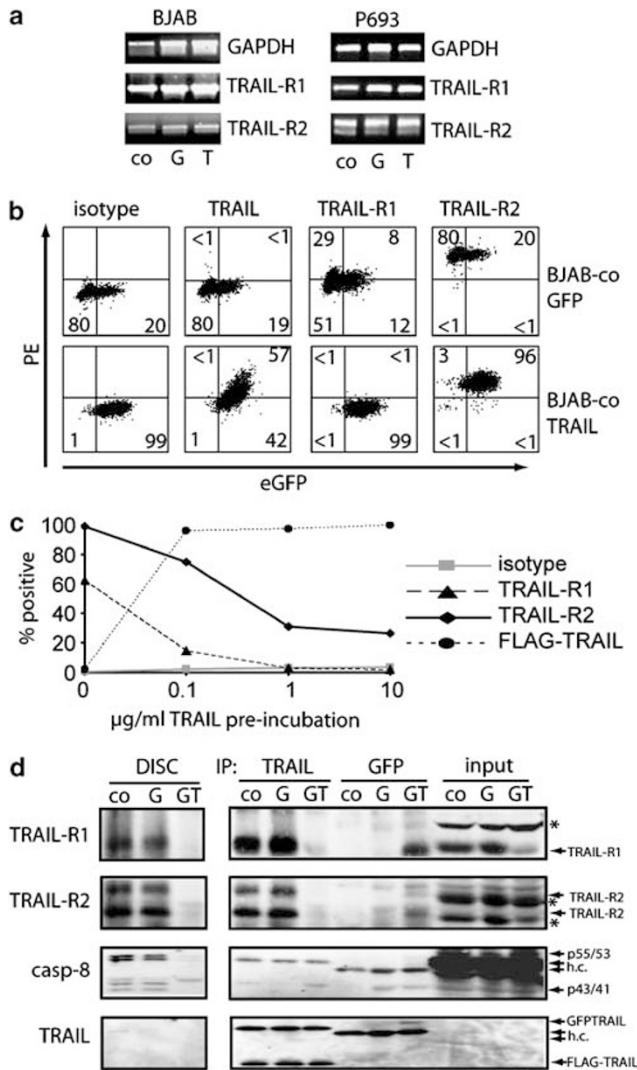 a
BJAB P693
GAPDH GAPDH
TRAIL-R1 TRAIL-R1
TRAIL-R2 TRAIL-R2
co G T co G T
b
isotype TRAIL TRAIL-R1 TRAIL-R2
<1 <1 29 8 80 20
80 20 80 19 51 12 <1 <1
BJAB-co
GFP
PE
<1 57 <1 <1 3 96
1 99 1 42 <1 99 <1 <1
BJAB-co
TRAIL
eGFP
c
% positive
100
80
60
40
20
0
0 0.1 1 10
µg/ml TRAIL pre-incubation
isotype
TRAIL-R1
TRAIL-R2
FLAG-TRAIL
d
DISC IP: TRAIL GFP input
co G GT co G GT co G GT co G GT
TRAIL-R1 * TRAIL-R1
TRAIL-R2 TRAIL-R2
*
TRAIL-R2
*
casp-8 p55/53
h.c.
p43/41
TRAIL GFPTRAIL
h.c.
FLAG-TRAIL